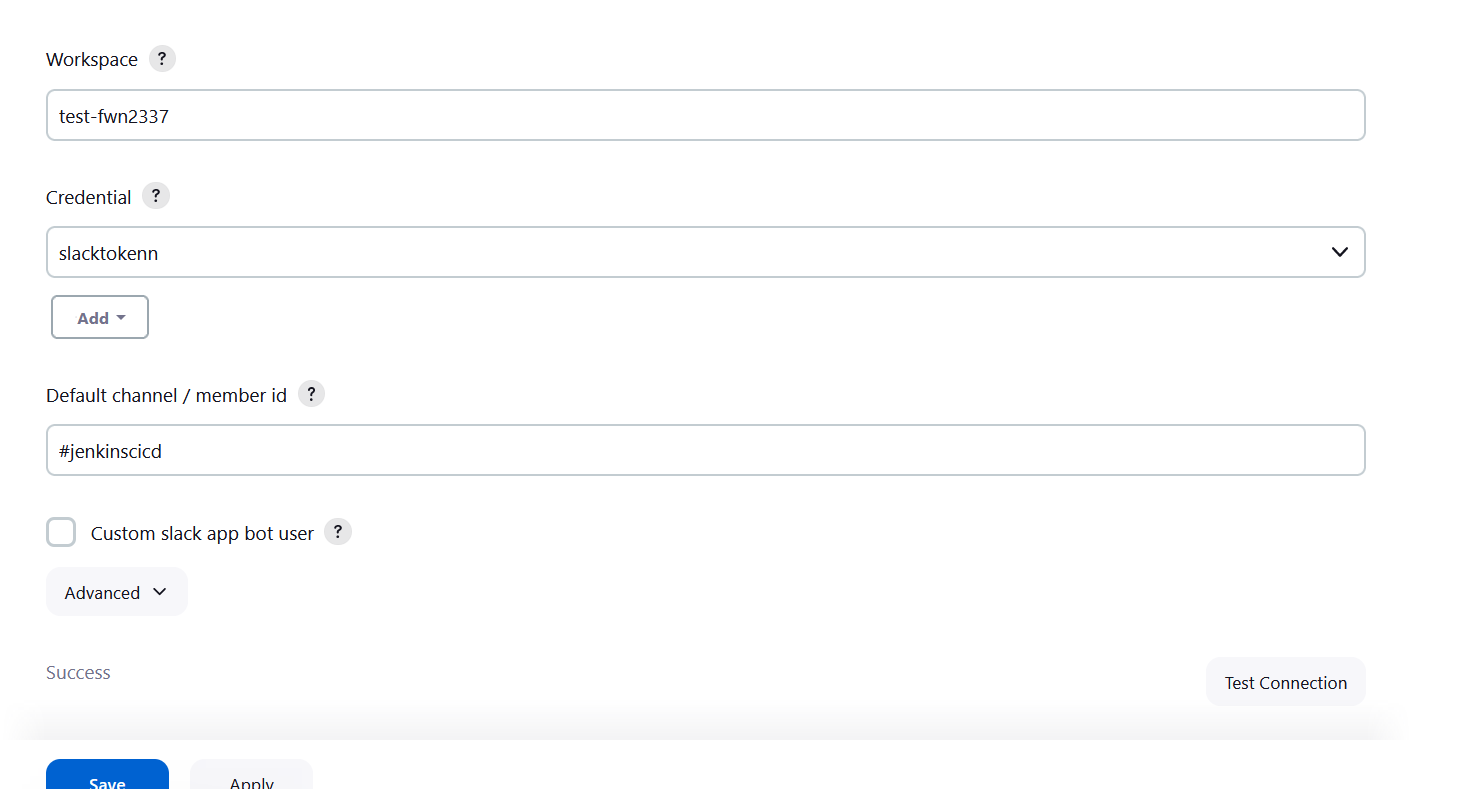 Workspace ?
test-fwn2337
Credential ?
slacktokenn
Add
Default channel / member id ?
#jenkinscicd
Custom slack app bot user ?
Advanced
Success
Test Connection
Save Apply